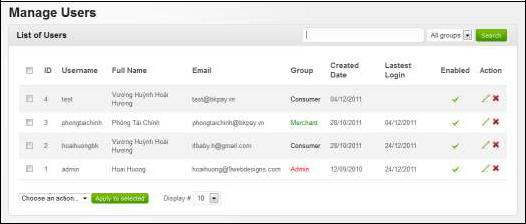 Manage Users
List of Users
All groups Search
ID Username Full Name Email Group Created Date Lastest Login Enabled Action
4 test Vương Huỳnh Hoài Hương test@bkpay.vn Consumer 04/12/2011
3 phongtaichinh Phòng Tài Chính phongtaichinh@bkpay.vn Merchant 28/10/2011 04/12/2011
2 hoaihuongbk Vương Huỳnh Hoài Hương itbaby.h@gmail.com Consumer 28/10/2011 24/12/2011
1 admin Hoai Huong hoaihuong@9webdesigns.com Admin 12/09/2010 24/12/2011
Choose an action... Apply to selected Display # 10